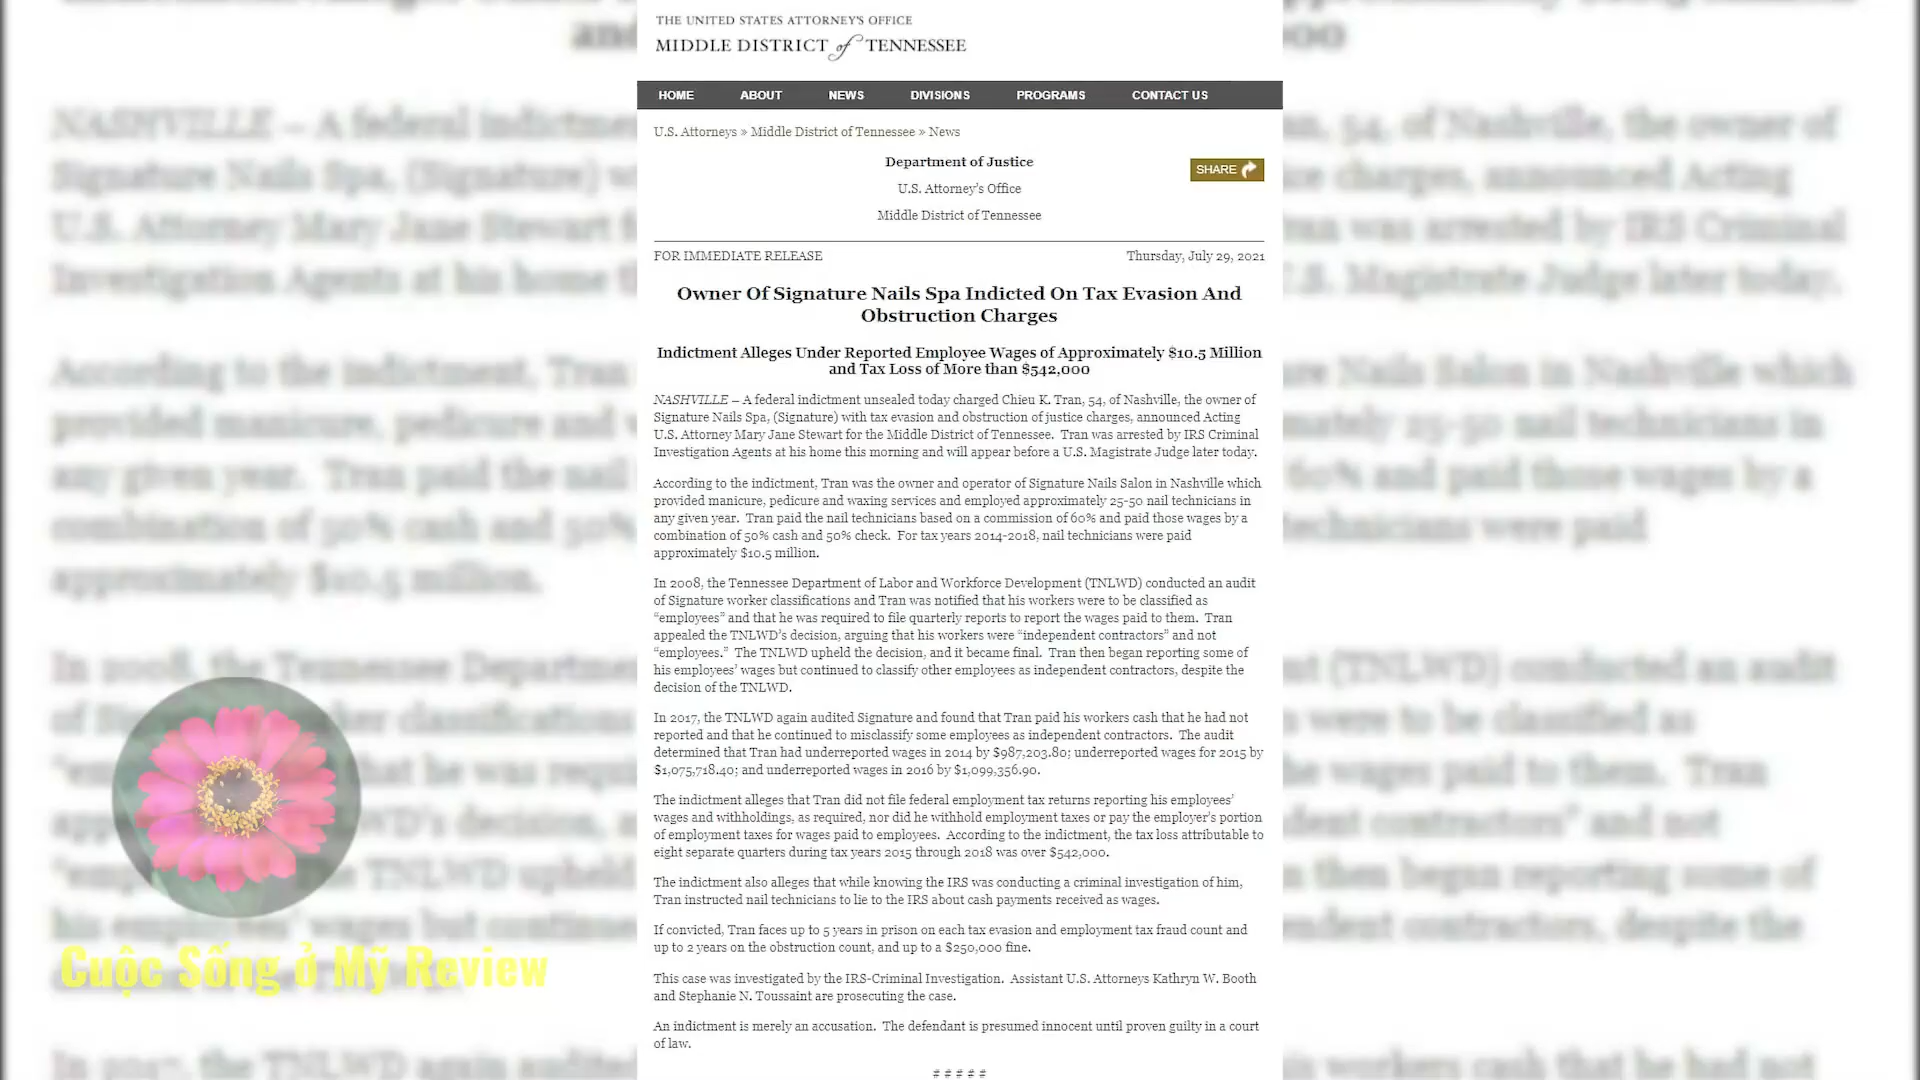 THE UNITED STATES ATTORNEY'S OFFICE
MIDDLE DISTRICT of TENNESSEE
HOME ABOUT NEWS DIVISIONS PROGRAMS CONTACT US
U.S. Attorneys » Middle District of Tennessee » News
Department of Justice
SHARE
U.S. Attorney's Office
Middle District of Tennessee
FOR IMMEDIATE RELEASE Thursday, July 29, 2021
Owner Of Signature Nails Spa Indicted On Tax Evasion And
Obstruction Charges
Indictment Alleges Under Reported Employee Wages of Approximately $10.5 Million
and Tax Loss of More than $542,000
NASHVILLE – A federal indictment unsealed today charged Chieu K. Tran, 54, of Nashville, the owner of
Signature Nails Spa, (Signature) with tax evasion and obstruction of justice charges, announced Acting
U.S. Attorney Mary Jane Stewart for the Middle District of Tennessee.  Tran was arrested by IRS Criminal
Investigation Agents at his home this morning and will appear before a U.S. Magistrate Judge later today.
According to the indictment, Tran was the owner and operator of Signature Nails Salon in Nashville which
provided manicure, pedicure and waxing services and employed approximately 25-50 nail technicians in
any given year.  Tran paid the nail technicians based on a commission of 60% and paid those wages by a
combination of 50% cash and 50% check.  For tax years 2014-2018, nail technicians were paid
approximately $10.5 million.
In 2008, the Tennessee Department of Labor and Workforce Development (TNLWD) conducted an audit
of Signature worker classifications and Tran was notified that his workers were to be classified as
“employees” and that he was required to file quarterly reports to report the wages paid to them.  Tran
appealed the TNLWD's decision, arguing that his workers were “independent contractors” and not
“employees.”  The TNLWD upheld the decision, and it became final.  Tran then began reporting some of
his employees' wages but continued to classify other employees as independent contractors, despite the
decision of the TNLWD.
In 2017, the TNLWD again audited Signature and found that Tran paid his workers cash that he had not
reported and that he continued to misclassify some employees as independent contractors.  The audit
determined that Tran had underreported wages in 2014 by $987,203.80; underreported wages for 2015 by
$1,075,718.40; and underreported wages in 2016 by $1,099,356.90.
The indictment alleges that Tran did not file federal employment tax returns reporting his employees'
wages and withholdings, as required, nor did he withhold employment taxes or pay the employer's portion
of employment taxes for wages paid to employees.  According to the indictment, the tax loss attributable to
eight separate quarters during tax years 2015 through 2018 was over $542,000.
The indictment also alleges that while knowing the IRS was conducting a criminal investigation of him,
Tran instructed nail technicians to lie to the IRS about cash payments received as wages.
If convicted, Tran faces up to 5 years in prison on each tax evasion and employment tax fraud count and
up to 2 years on the obstruction count, and up to a $250,000 fine.
This case was investigated by the IRS-Criminal Investigation.  Assistant U.S. Attorneys Kathryn W. Booth
and Stephanie N. Toussaint are prosecuting the case.
An indictment is merely an accusation.  The defendant is presumed innocent until proven guilty in a court
of law.
# # # # #
Cuộc Sống ở Mỹ Review